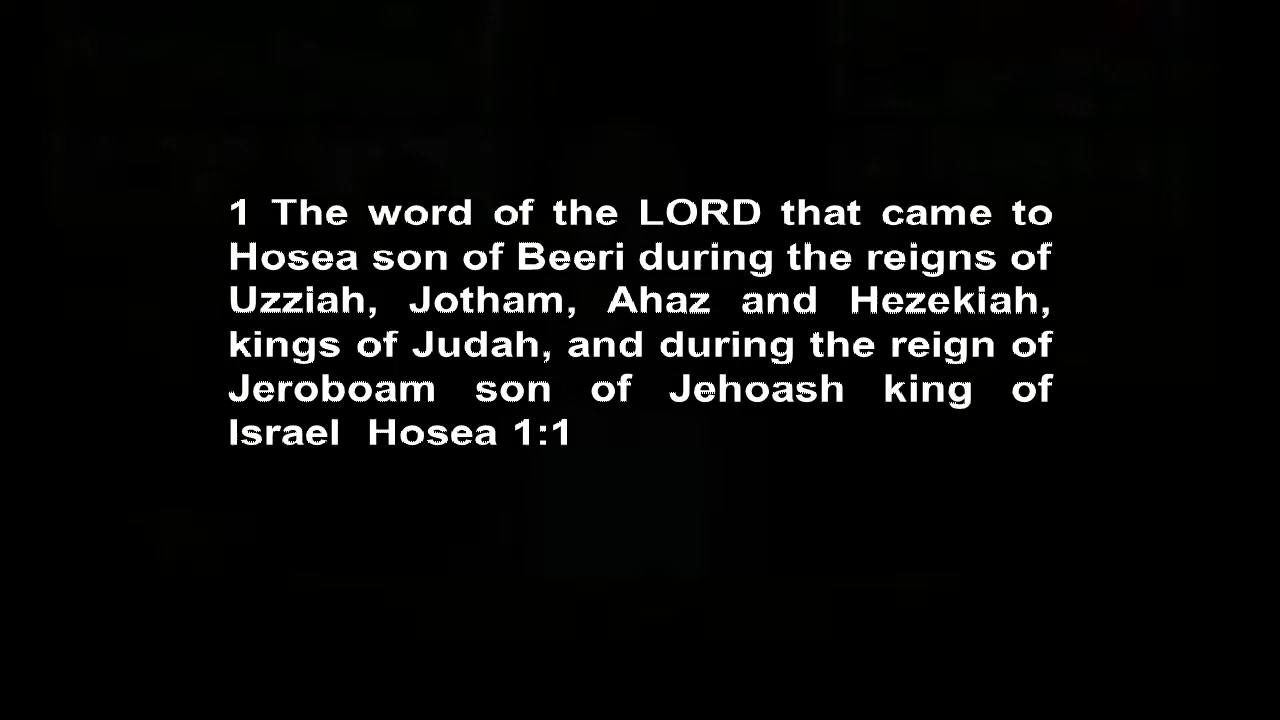 1 The word of the LORD that came to
Hosea son of Beeri during the reigns of
Uzziah, Jotham, Ahaz and Hezekiah,
kings of Judah, and during the reign of
Jeroboam son of Jehoash king of
Israel  Hosea 1:1